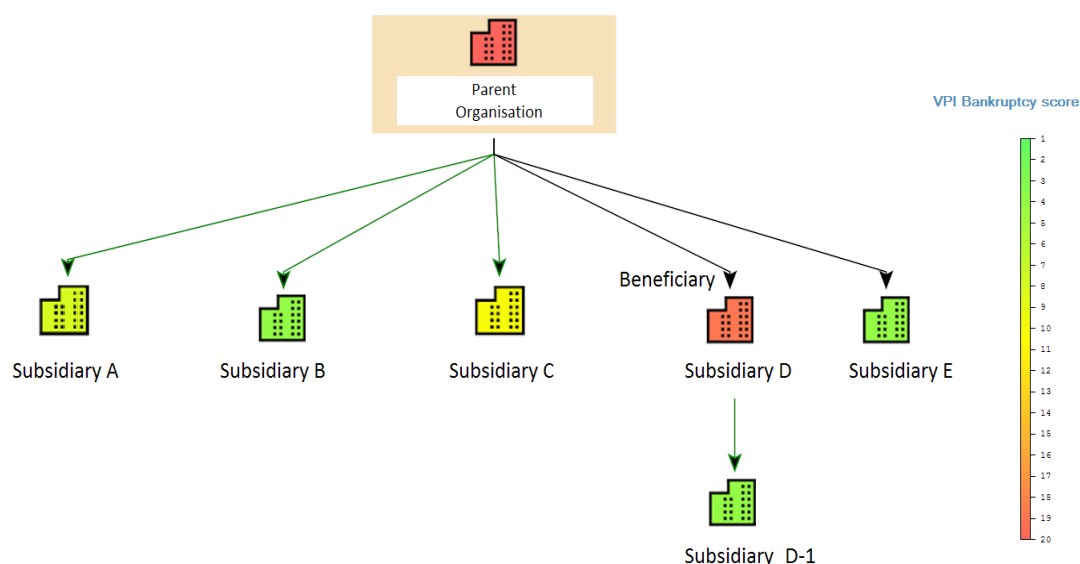 Parent
Organisation
VPI Bankruptcy score
1
2
3
4
5
6
7
8
9
10
11
12
13
14
15
16
17
18
19
20
Beneficiary
Subsidiary A
Subsidiary B
Subsidiary C
Subsidiary D
Subsidiary E
Subsidiary D-1